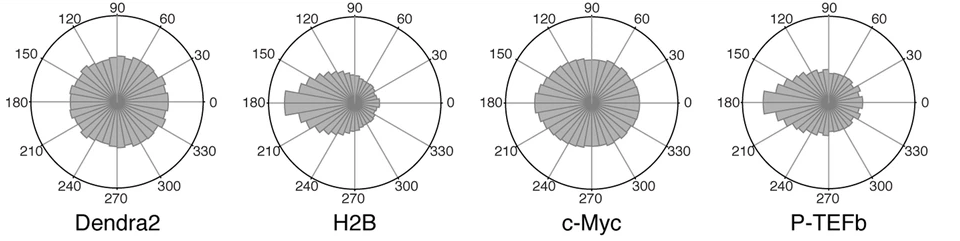 90 90 90 90
120 60 120 60 120 60 120 60
150 30 150 30 150 30 150 30
180 0 180 0 180 0 180 0
210 330 210 330 210 330 210 330
240 300 240 300 240 300 240 300
270 270 270 270
Dendra2 H2B c-Myc P-TEFb